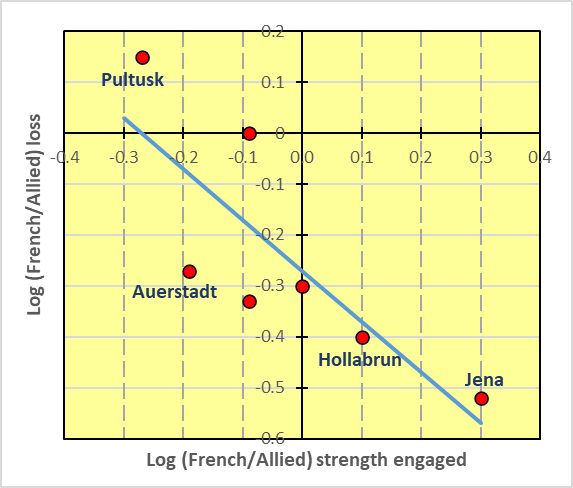 0.2
Pultusk
0.1
0
-0.4 -0.3 -0.2 -0.1 0.0 0.1 0.2 0.3 0.4
-0.1
-0.2
Auerstadt
-0.3
-0.4
Hollabrun
Jena
-0.5
-0.6
Log (French/Allied) loss
Log (French/Allied) strength engaged